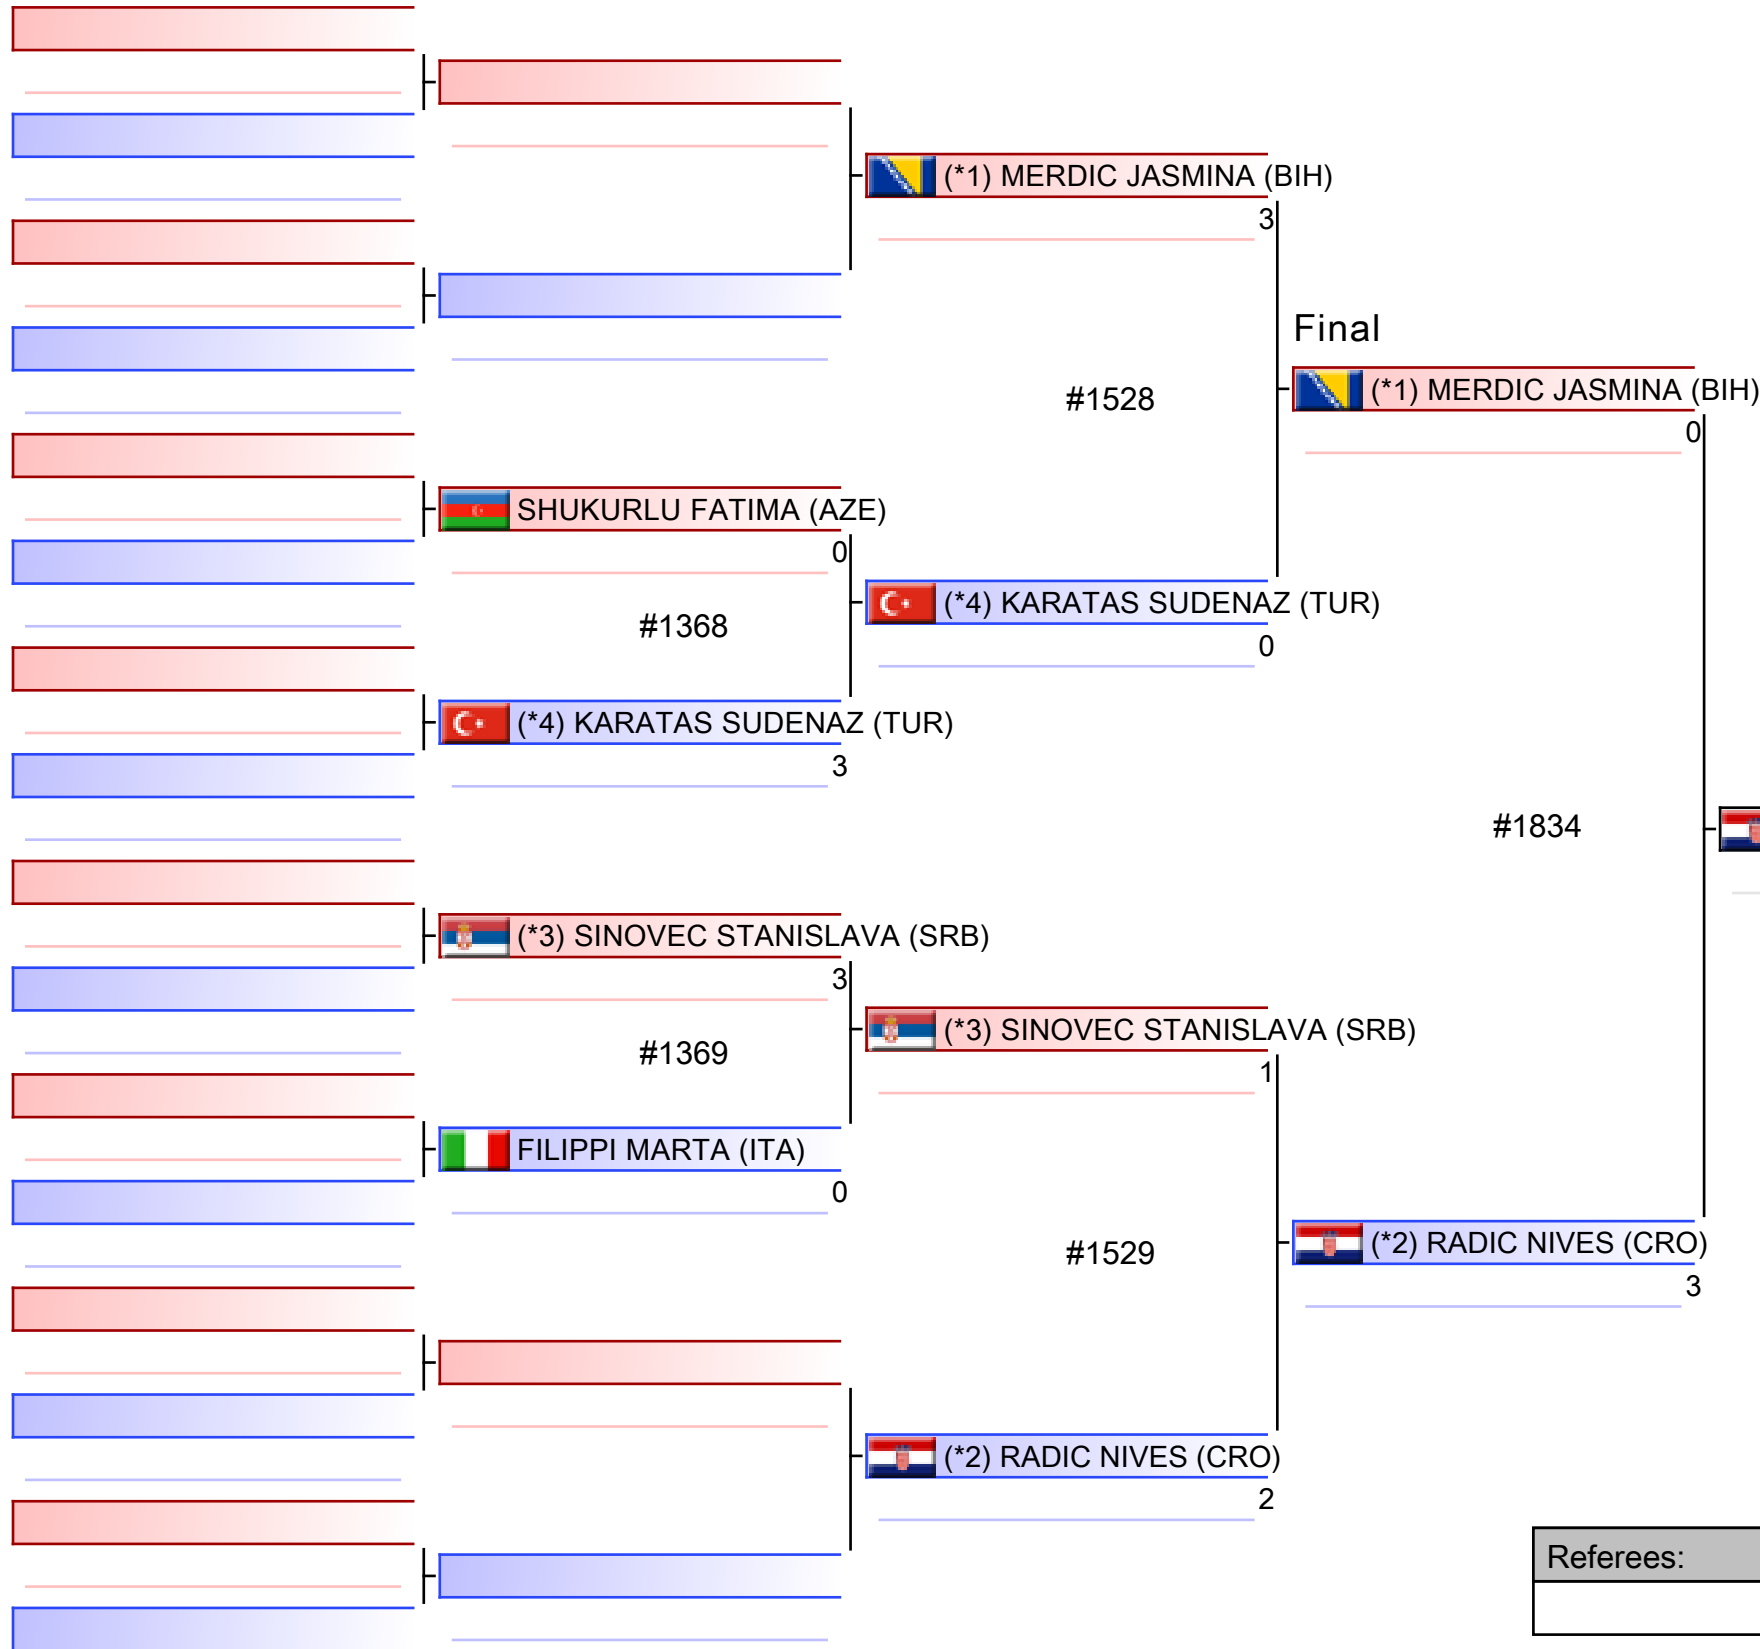 (*1) MERDIC JASMINA (BIH)
3
Final
#1528
(*1) MERDIC JASMINA (BIH)
0
SHUKURLU FATIMA (AZE)
0
(*4) KARATAS SUDENAZ (TUR)
#1368
0
(*4) KARATAS SUDENAZ (TUR)
3
#1834
(*3) SINOVEC STANISLAVA (SRB)
3
(*3) SINOVEC STANISLAVA (SRB)
#1369
1
FILIPPI MARTA (ITA)
0
(*2) RADIC NIVES (CRO)
#1529
3
(*2) RADIC NIVES (CRO)
2
Referees: